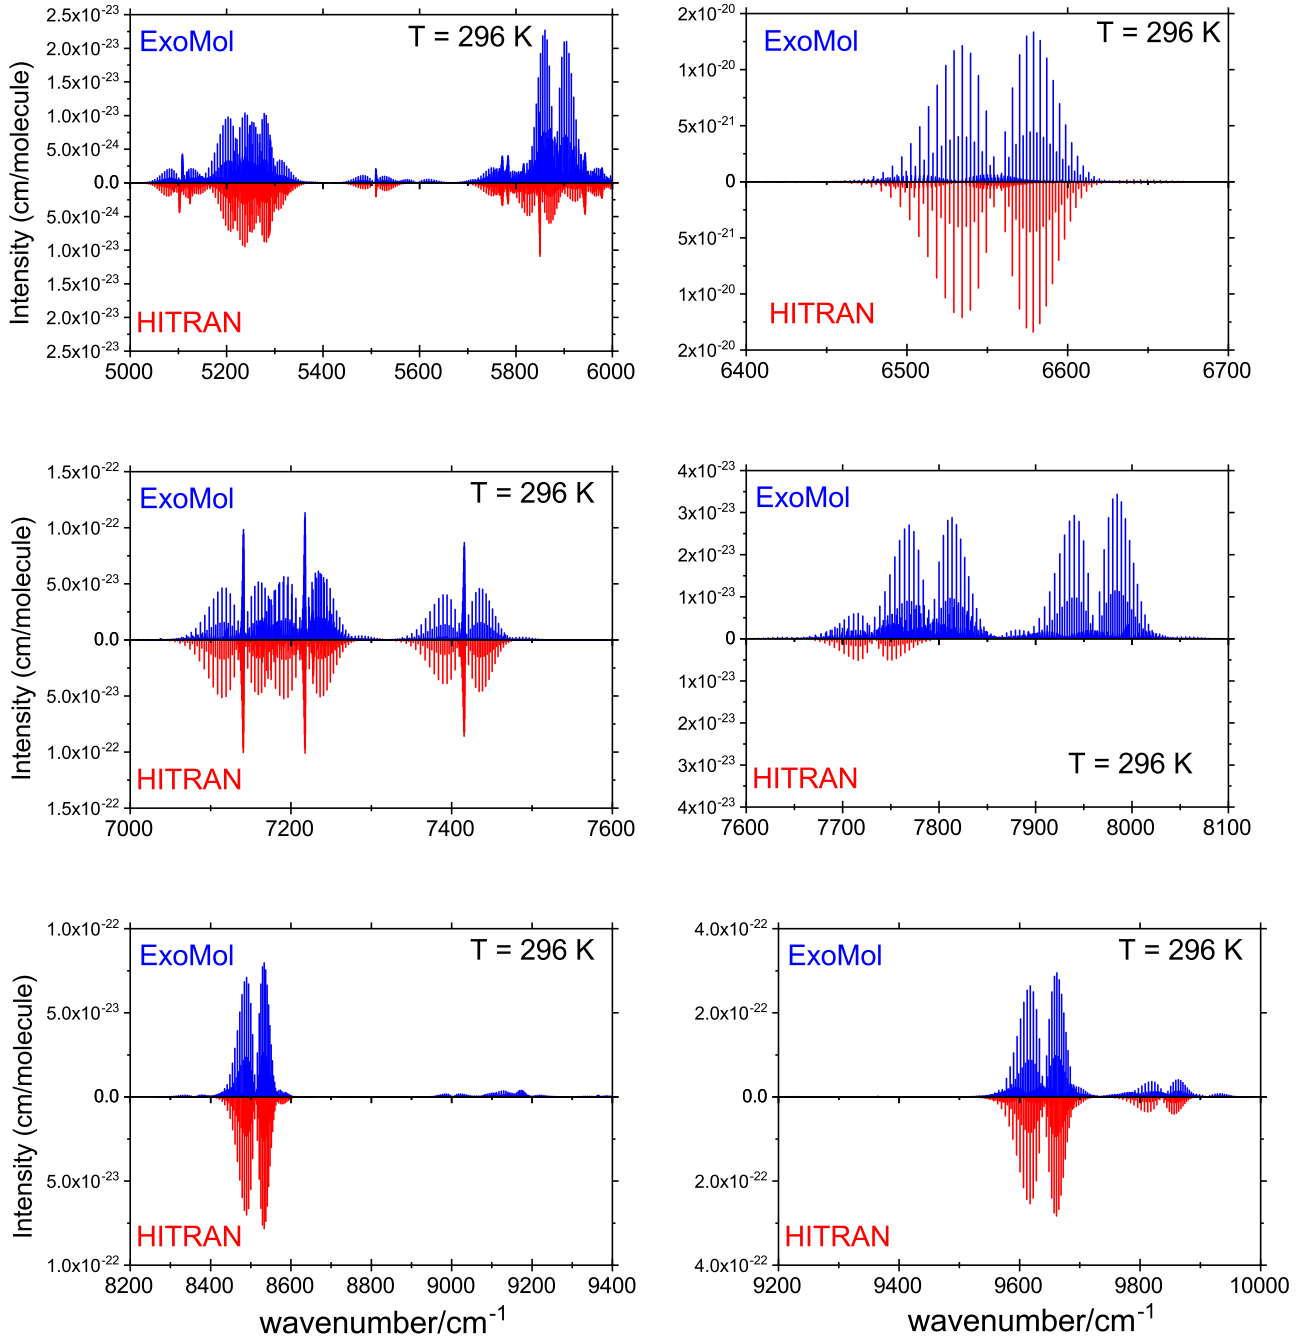 2.5x10-23
2.0x10-23
1.5x10-23
1.0x10-23
5.0x10-24
0.0
5.0x10-24
1.0x10-23
1.5x10-23
2.0x10-23
2.5x10-23
Intensity (cm/molecule)
ExoMol
T = 296 K
HITRAN
5000 5200 5400 5600 5800 6000
2x10-20
1x10-20
5x10-21
0
5x10-21
1x10-20
2x10-20
ExoMol
T = 296 K
HITRAN
6400 6500 6600 6700
1.5x10-22
1.0x10-22
5.0x10-23
0.0
5.0x10-23
1.0x10-22
1.5x10-22
Intensity (cm/molecule)
ExoMol
T = 296 K
HITRAN
7000 7200 7400 7600
4x10-23
3x10-23
2x10-23
1x10-23
0
1x10-23
2x10-23
3x10-23
4x10-23
ExoMol
T = 296 K
HITRAN
7600 7700 7800 7900 8000 8100
1.0x10-22
5.0x10-23
0.0
5.0x10-23
1.0x10-22
Intensity (cm/molecule)
ExoMol
T = 296 K
HITRAN
8200 8400 8600 8800 9000 9200 9400
wavenumber/cm-1
4.0x10-22
2.0x10-22
0.0
2.0x10-22
4.0x10-22
ExoMol
T = 296 K
HITRAN
9200 9400 9600 9800 10000
wavenumber/cm-1